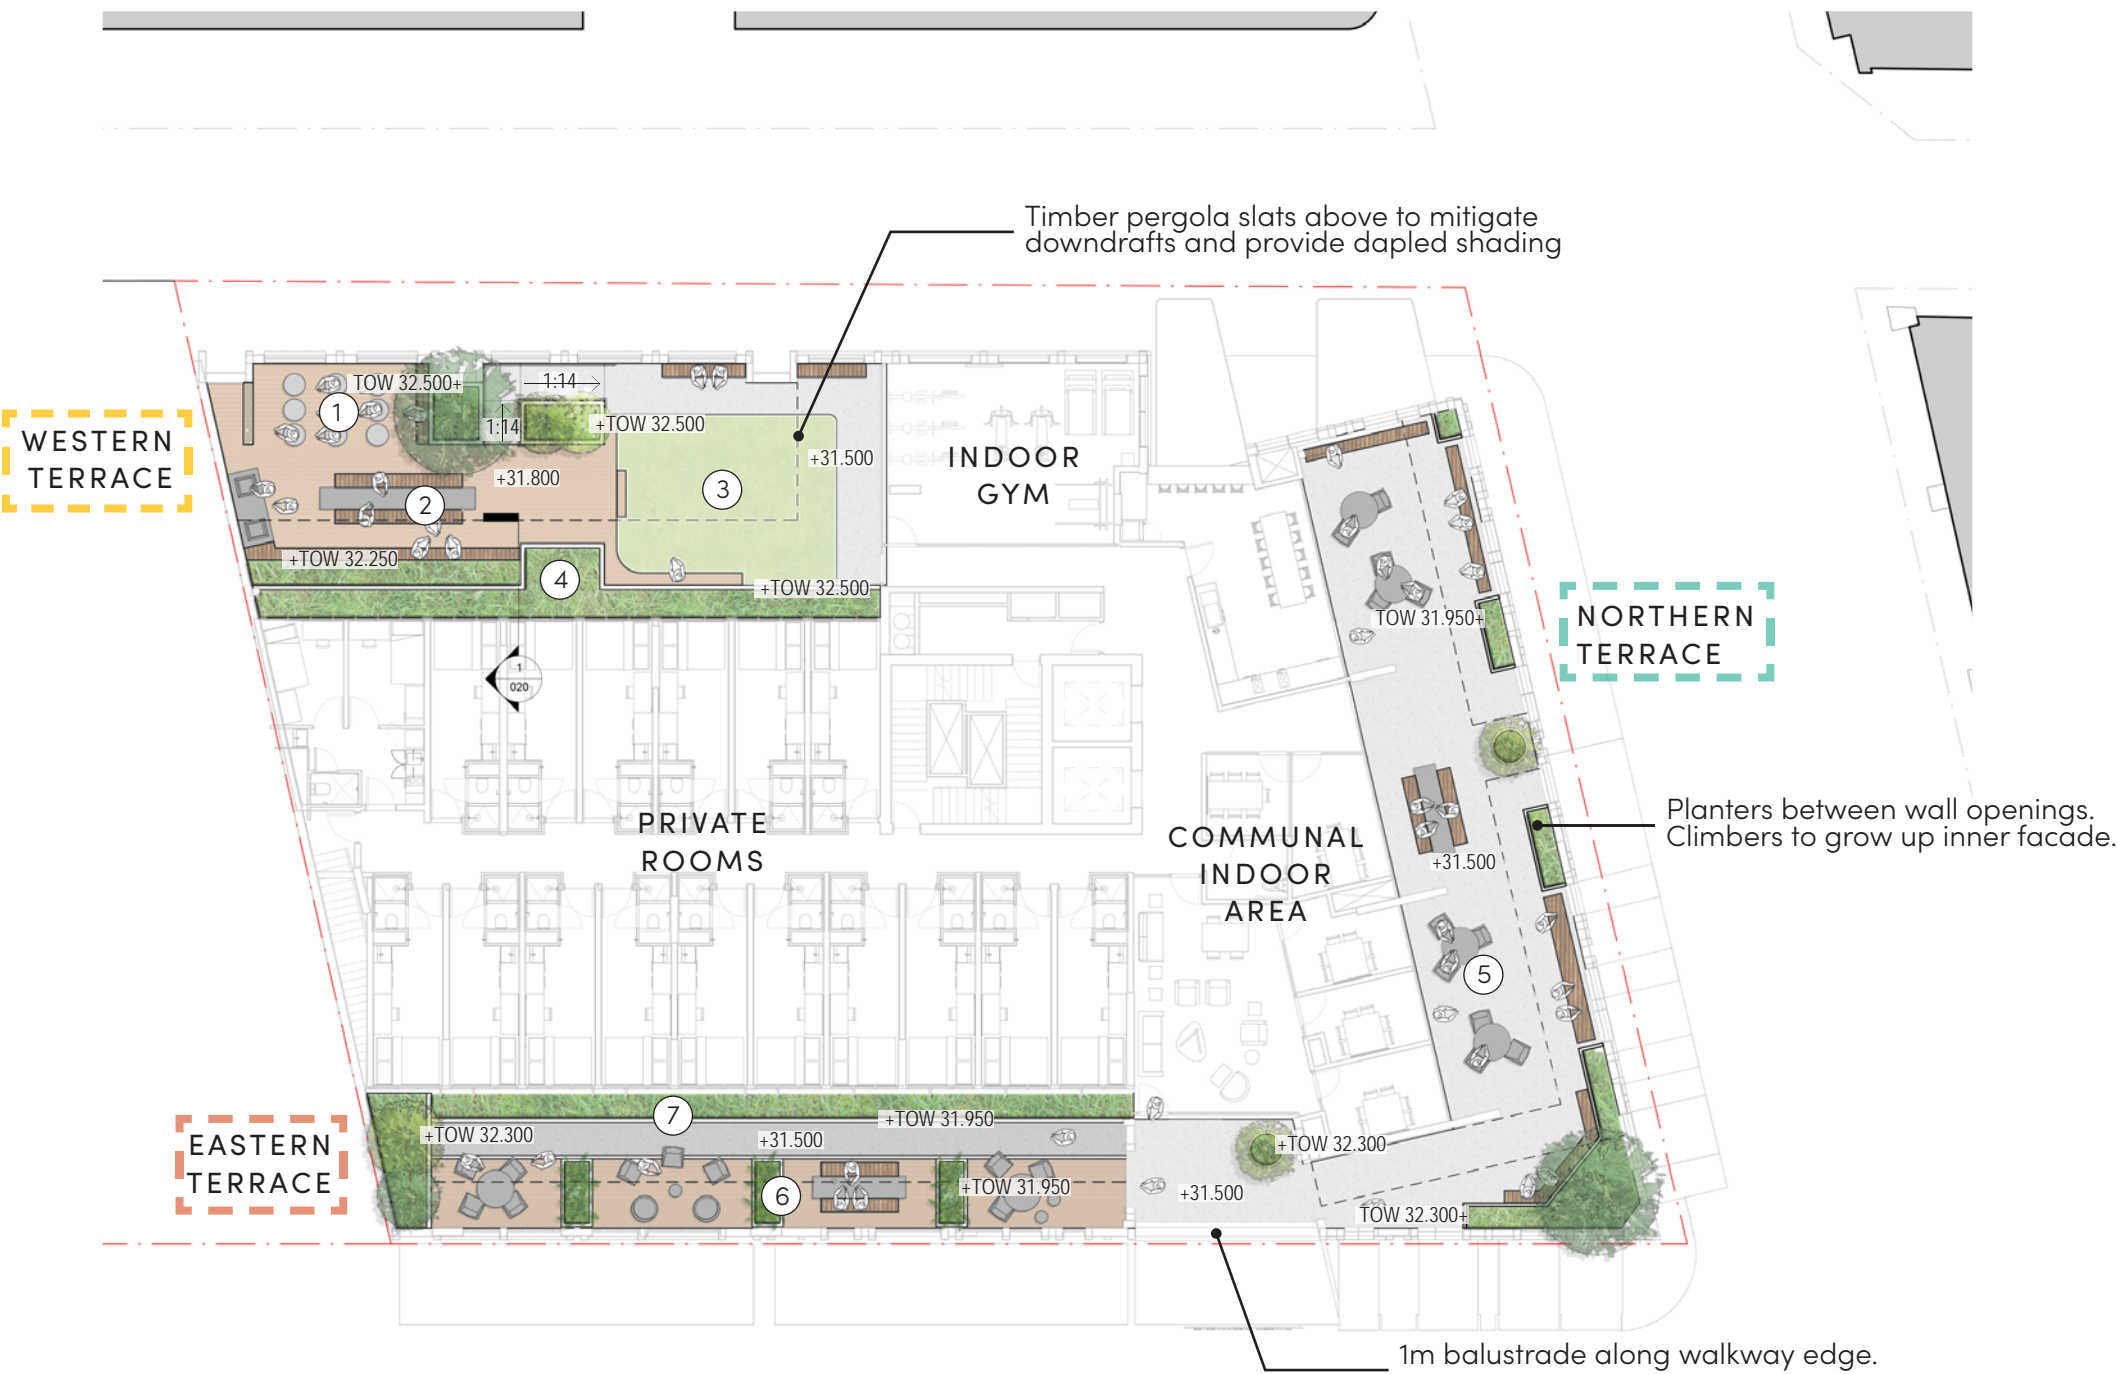 Timber pergola slats above to mitigate
downdrafts and provide dapled shading
WESTERN
TERRACE
TOW 32.500+
1
1:14
1:14
+TOW 32.500
+31.800
+31.500
2
3
+TOW 32.250
4
+TOW 32.500
INDOOR
GYM
TOW 31.950+
NORTHERN
TERRACE
1
020
PRIVATE
ROOMS
COMMUNAL
INDOOR
AREA
+31.500
Planters between wall openings.
Climbers to grow up inner facade.
5
EASTERN
TERRACE
7
+TOW 31.950
+TOW 32.300
+31.500
+TOW 32.300
6
+TOW 31.950
+31.500
TOW 32.300+
1m balustrade along walkway edge.